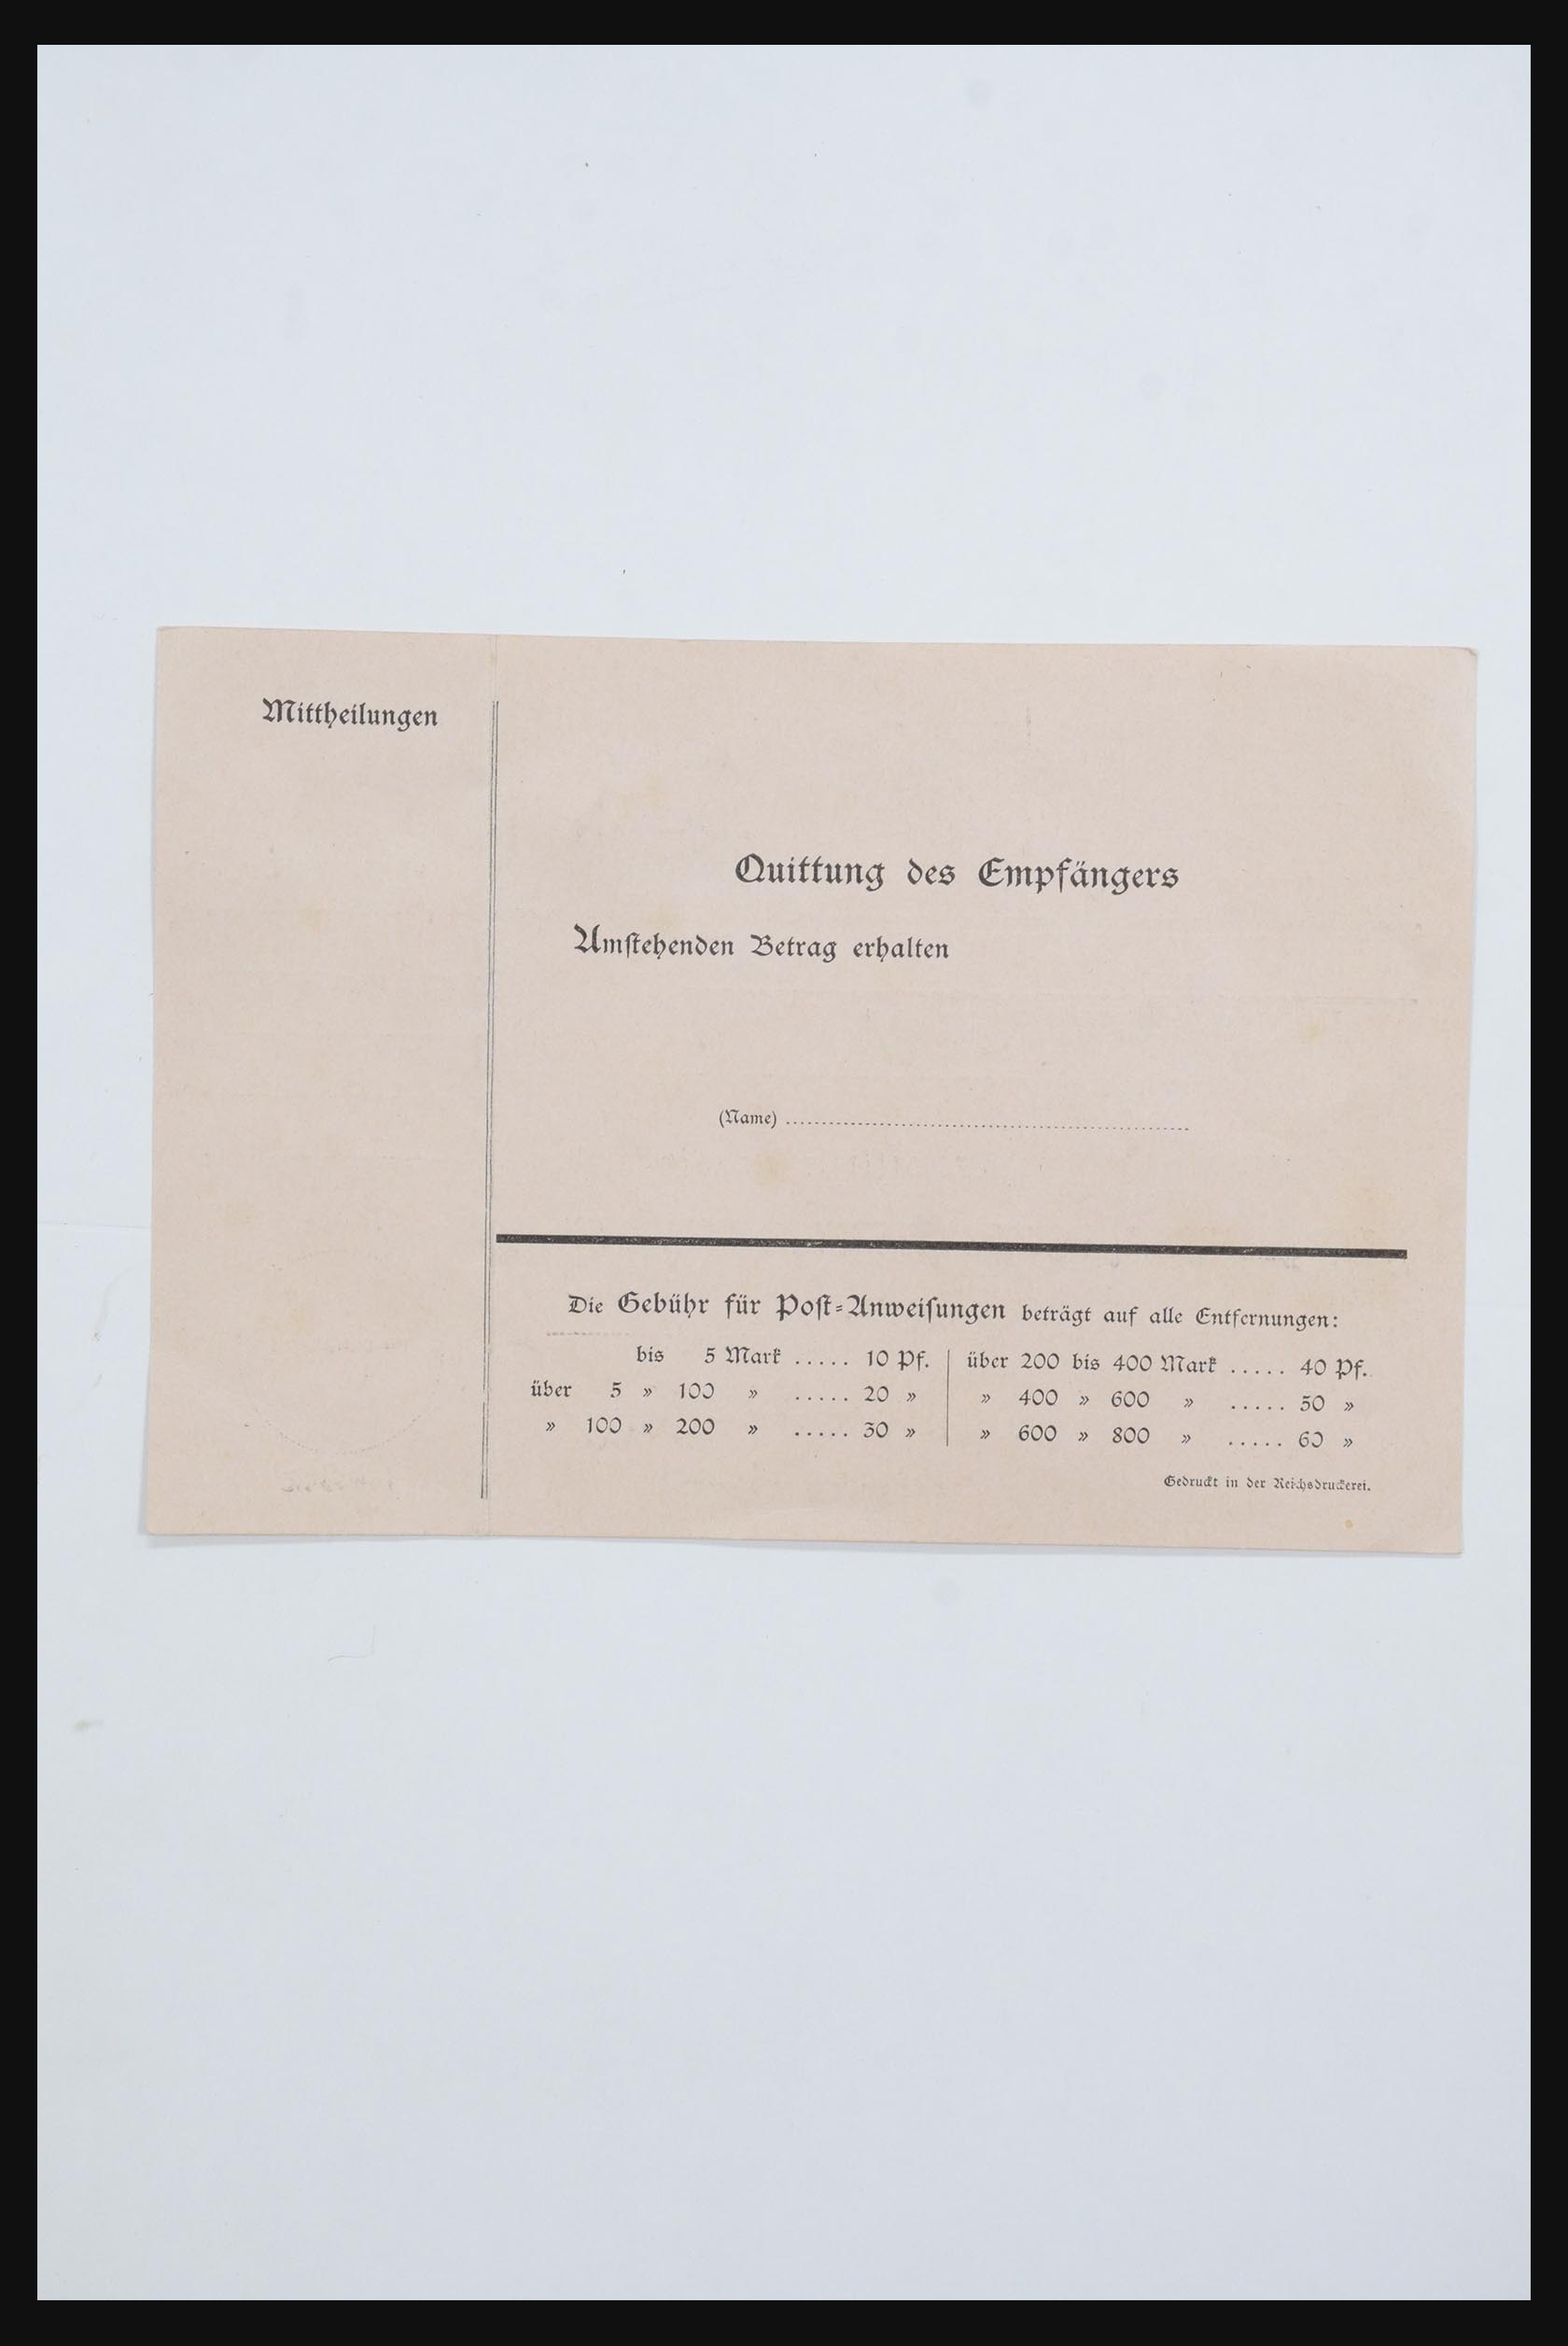 Mittheilungen
Quittung des Empfängers
Umſtehenden Betrag erhalten
(Name) ........................................
Die Gebühr für Poſt-Anweiſungen beträgt auf alle Entfernungen:
bis 5 Mark ..... 10 Pf.
über 5 » 100 » ..... 20 »
» 100 » 200 » ..... 30 »
über 200 bis 400 Mark ..... 40 Pf.
» 400 » 600 » ..... 50 »
» 600 » 800 » ..... 60 »
Gedruckt in der Reichsdruckerei.